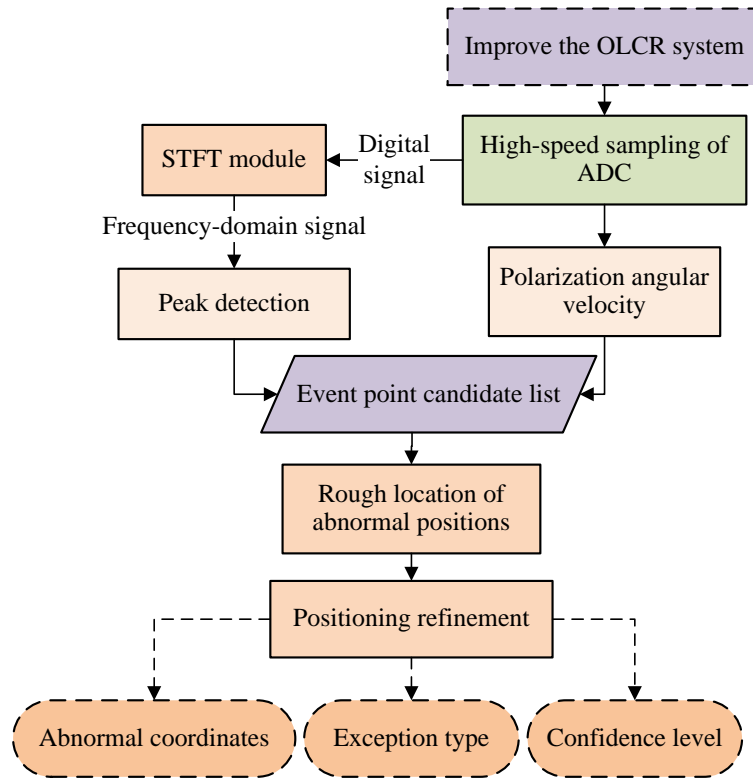 Improve the OLCR system
High-speed sampling of
ADC
Digital
signal
STFT module
Frequency-domain signal
Peak detection
Polarization angular
velocity
Event point candidate list
Rough location of
abnormal positions
Positioning refinement
Abnormal coordinates
Exception type
Confidence level